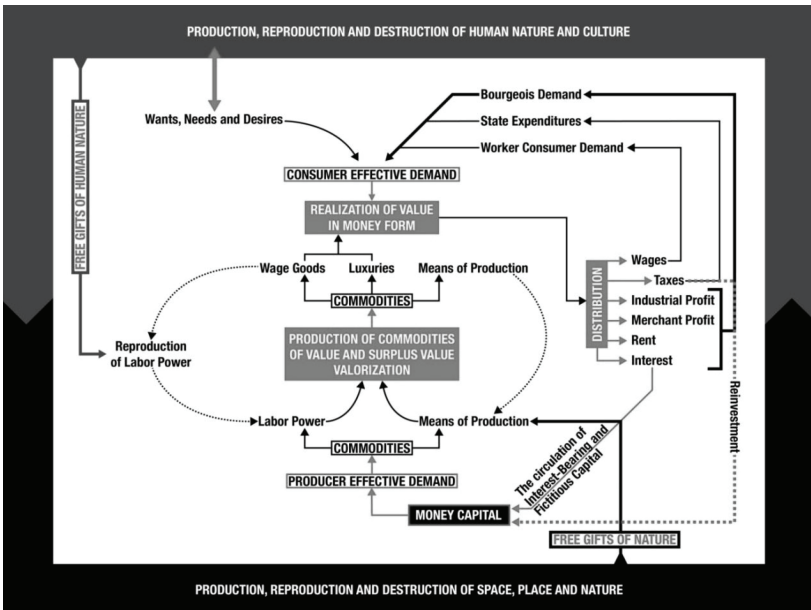 PRODUCTION, REPRODUCTION AND DESTRUCTION OF HUMAN NATURE AND CULTURE
FREE GIFTS OF HUMAN NATURE
Wants, Needs and Desires
Bourgeois Demand
State Expenditures
Worker Consumer Demand
CONSUMER EFFECTIVE DEMAND
REALIZATION OF VALUE
IN MONEY FORM
Wage Goods
Luxuries
Means of Production
COMMODITIES
DISTRIBUTION
Wages
Taxes
Industrial Profit
Merchant Profit
Rent
Interest
PRODUCTION OF COMMODITIES
OF VALUE AND SURPLUS VALUE
VALORIZATION
Reproduction
of Labor Power
Reinvestment
Labor Power
Means of Production
COMMODITIES
PRODUCER EFFECTIVE DEMAND
The circulation of
Interest-Bearing and
Fictitious Capital
MONEY CAPITAL
FREE GIFTS OF NATURE
PRODUCTION, REPRODUCTION AND DESTRUCTION OF SPACE, PLACE AND NATURE